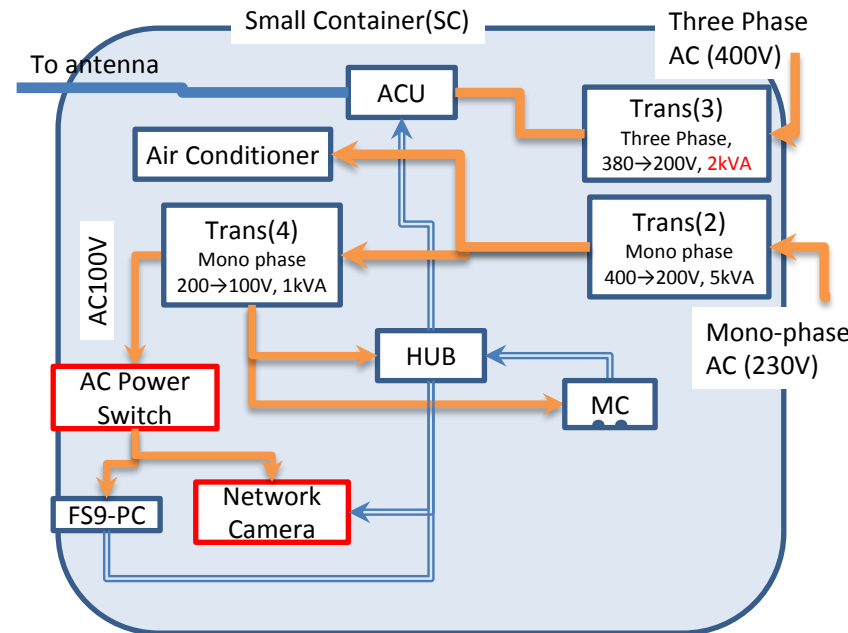 Small Container(SC)
Three Phase
AC (400V)
To antenna
ACU
Trans(3)
Three Phase,
380→200V, 2kVA
Air Conditioner
Trans(4)
Mono phase
200→100V, 1kVA
Trans(2)
Mono phase
400→200V, 5kVA
AC100V
Mono-phase
AC (230V)
HUB
AC Power
Switch
MC
Network
Camera
FS9-PC